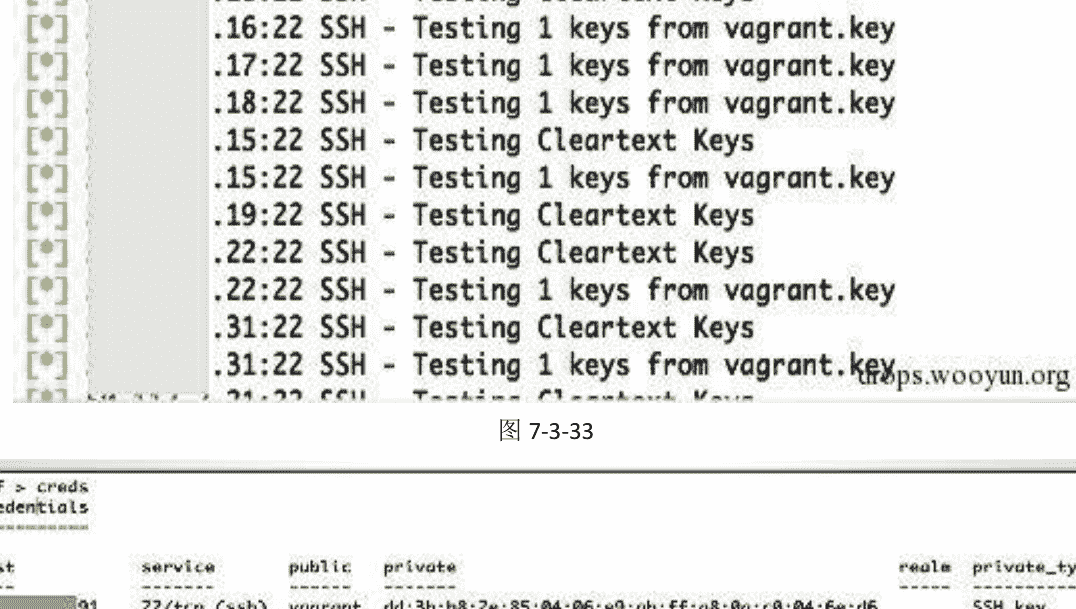 [*] .16:22 SSH - Testing 1 keys from vagrant.key
[*] .17:22 SSH - Testing 1 keys from vagrant.key
[*] .18:22 SSH - Testing 1 keys from vagrant.key
[*] .15:22 SSH - Testing Cleartext Keys
[*] .15:22 SSH - Testing 1 keys from vagrant.key
[*] .19:22 SSH - Testing Cleartext Keys
[*] .22:22 SSH - Testing Cleartext Keys
[*] .22:22 SSH - Testing 1 keys from vagrant.key
[*] .31:22 SSH - Testing Cleartext Keys
[*] .31:22 SSH - Testing 1 keys from vagrant.key
drops.wooyun.org
图 7-3-33
f > creds
edentials
=========
st service public private realm private_ty
91 22/tcp (ssh) vagrant SSH key